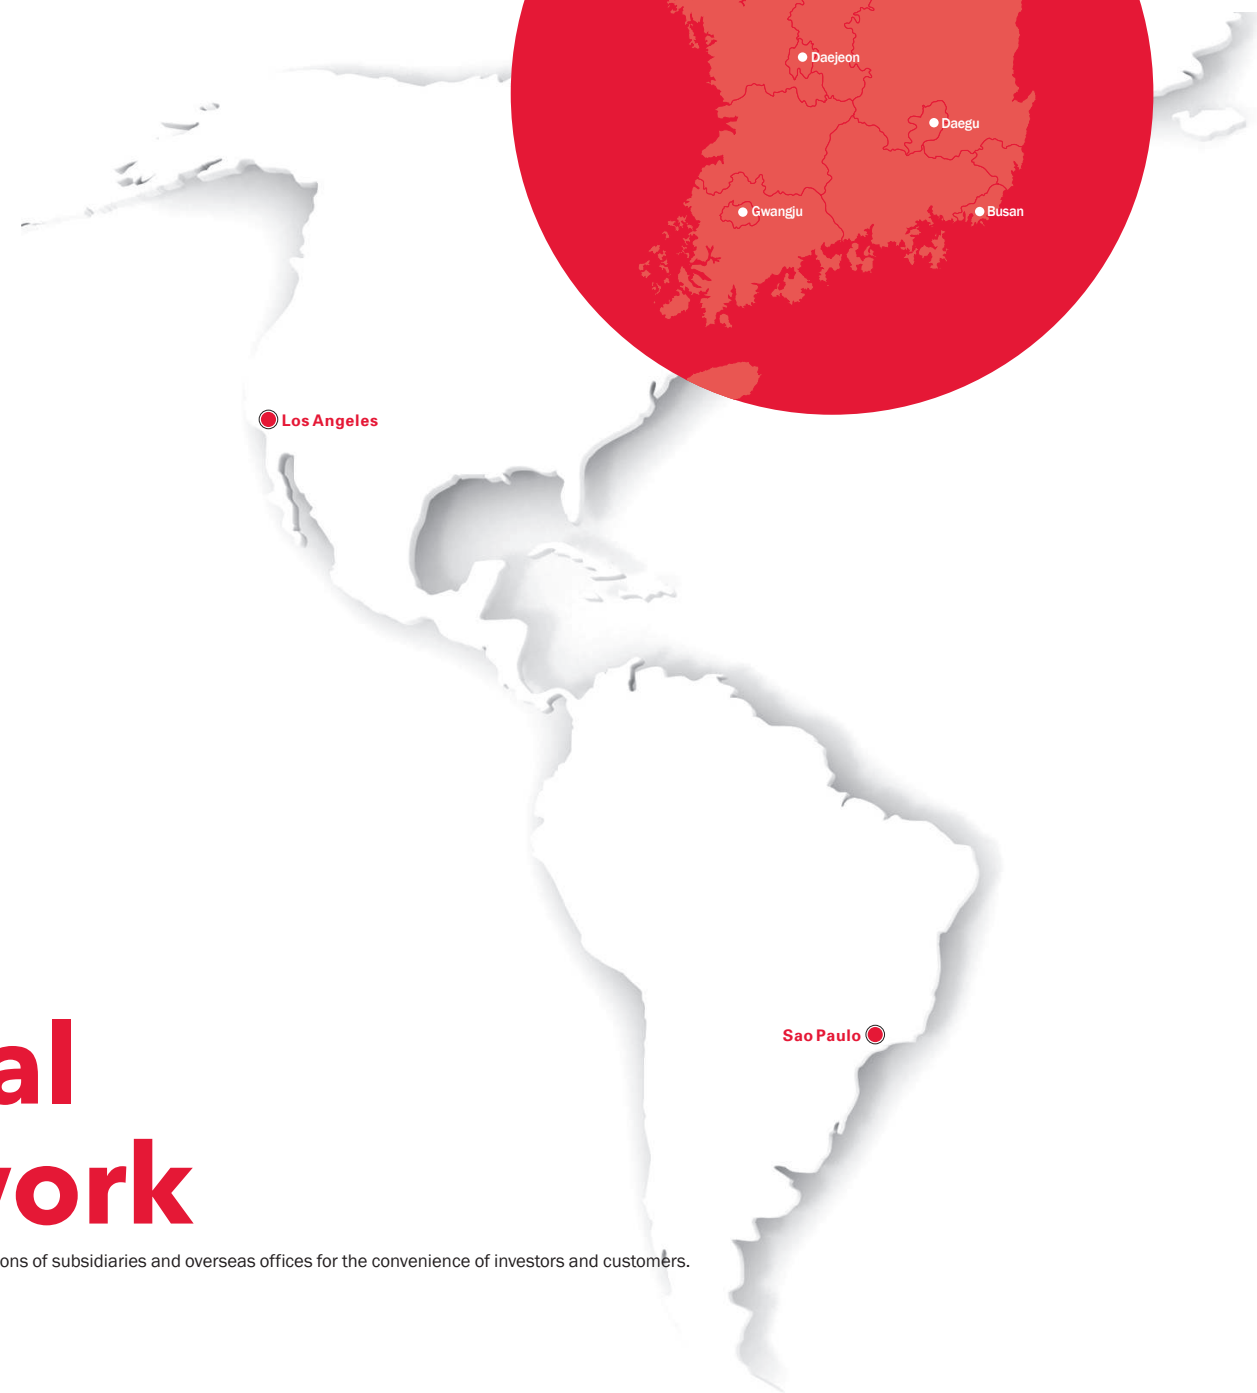 Daejeon
Daegu
Gwangju
Busan
Los Angeles
Sao Paulo
al
ork
ons of subsidiaries and overseas offices for the convenience of investors and customers.